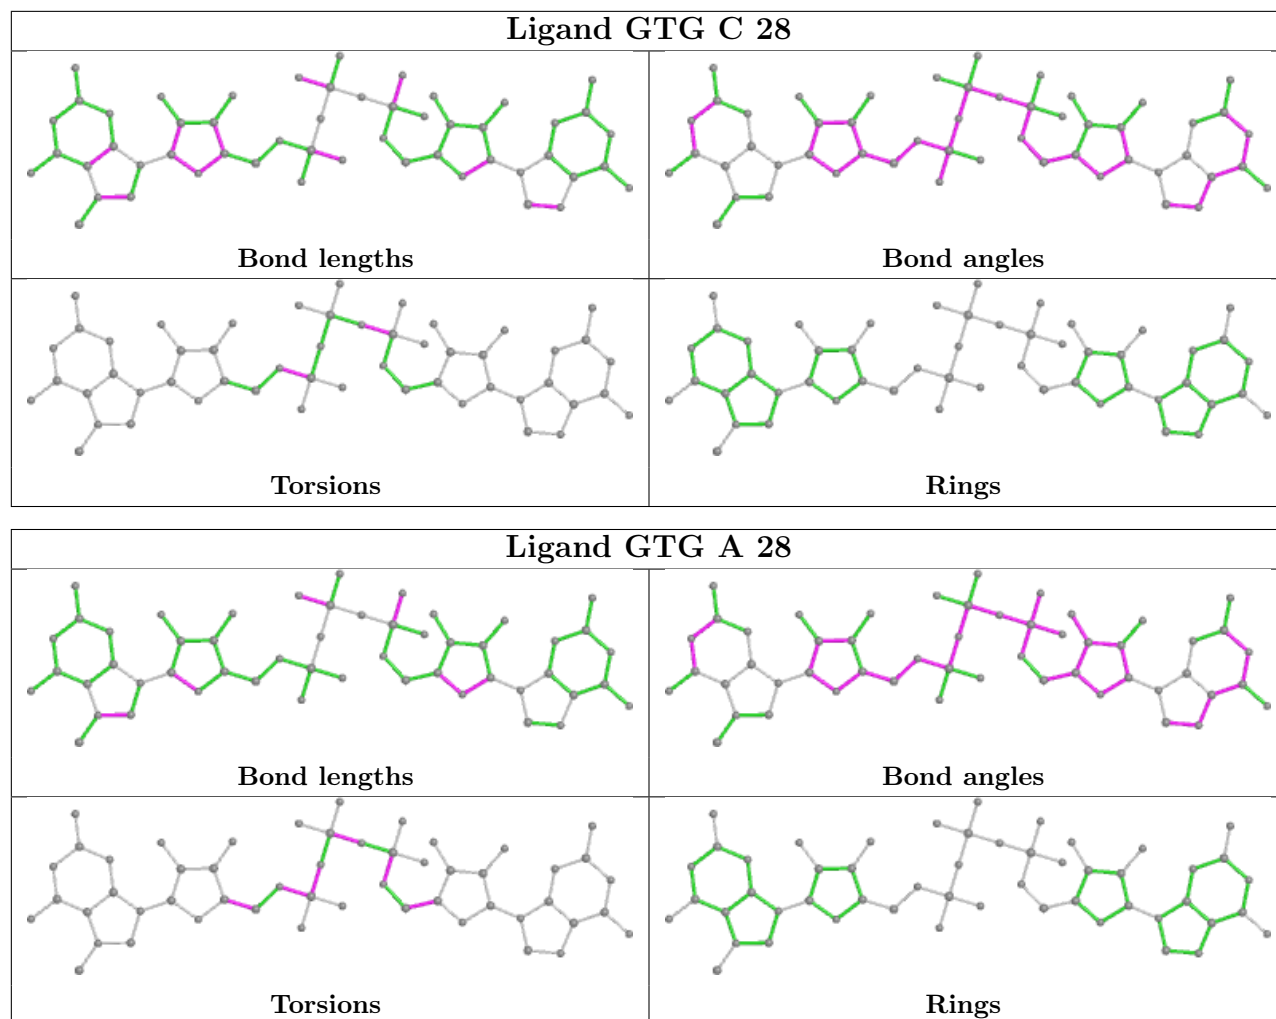 Ligand GTG C 28
Bond lengths
Bond angles
Torsions
Rings
Ligand GTG A 28
Bond lengths
Bond angles
Torsions
Rings